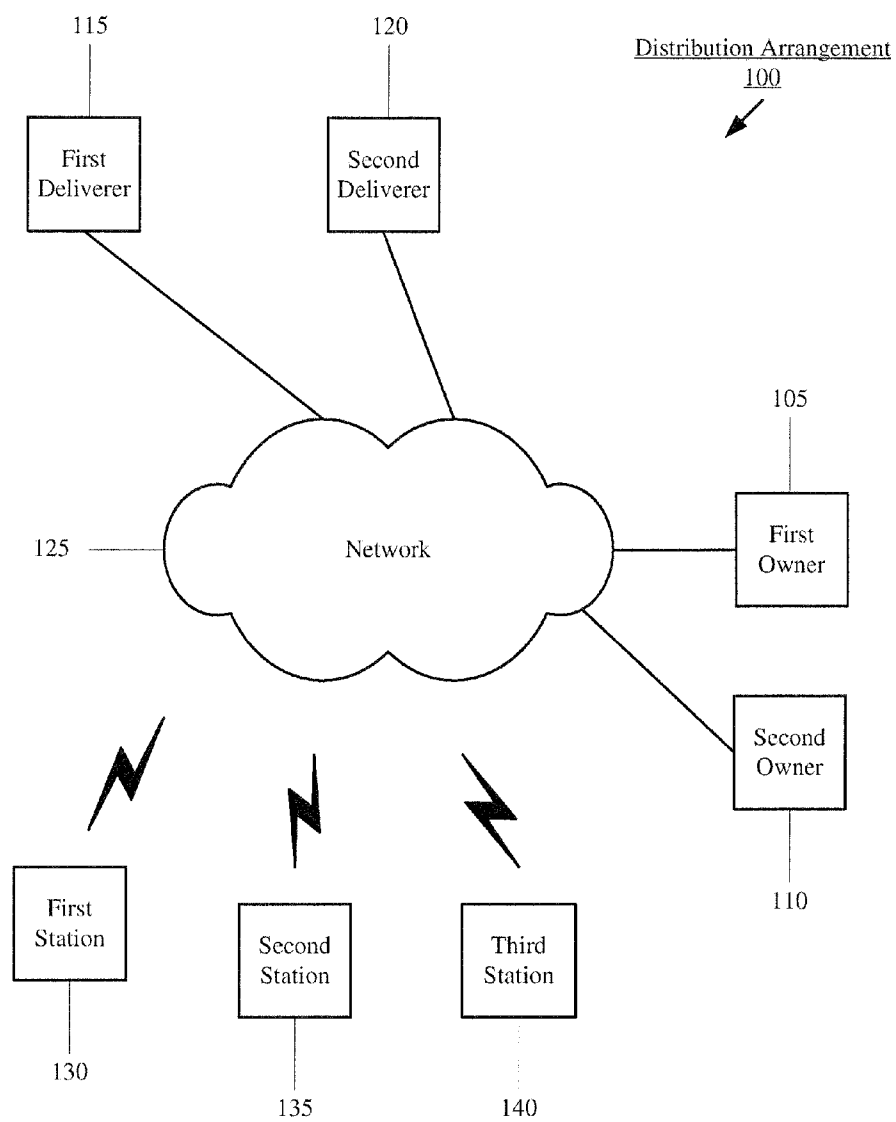 115
120
Distribution Arrangement
100
First
Deliverer
Second
Deliverer
105
First
Owner
125
Network
Second
Owner
110
First
Station
Second
Station
Third
Station
130
135
140